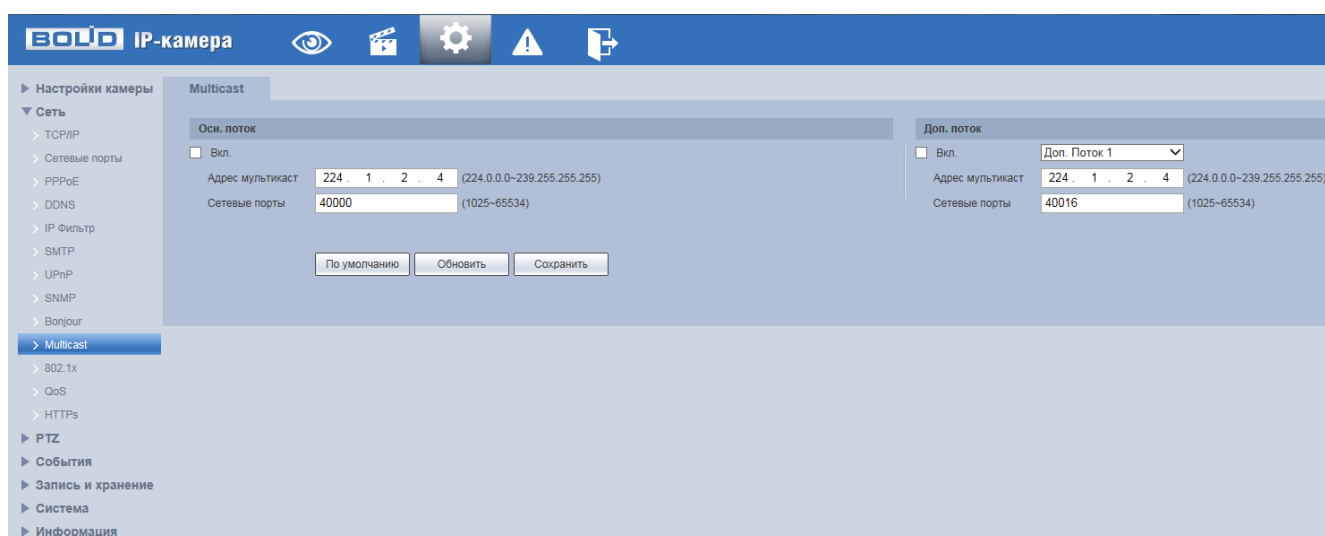 BOLID IP-камера
Настройки камеры
Сеть
TCP/IP
Сетевые порты
PPPoE
DDNS
IP Фильтр
SMTP
UPnP
SNMP
Bonjour
Multicast
802.1x
QoS
HTTPs
PTZ
События
Запись и хранение
Система
Информация
Multicast
Осн. поток
Вкл.
Адрес мультикаст 224 . 1 . 2 . 4 (224.0.0.0~239.255.255.255)
Сетевые порты 40000 (1025~65534)
По умолчанию Обновить Сохранить
Доп. поток
Вкл. Доп. Поток 1
Адрес мультикаст 224 . 1 . 2 . 4 (224.0.0.0~239.255.255.255)
Сетевые порты 40016 (1025~65534)